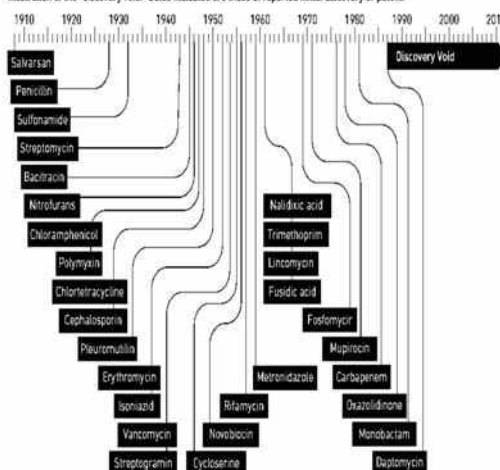 1910 1920 1930 1940 1950 1960 1970 1980 1990 2000 201
Discovery Void
Salvarsan
Penicillin
Sulfonamide
Streptomycin
Bacitracin
Nitrofurans
Chloramphenicol
Polymyxin
Chlortetracycline
Cephalosporin
Pleuromutilin
Erythromycin
Isoniazid
Vancomycin
Streptogramin
Cycloserine
Novobiocin
Rifamycin
Metronidazole
Nalidixic acid
Trimethoprim
Lincomycin
Fusidic acid
Fosfomycin
Mupirocin
Carbapenem
Oxazolidinone
Monobactam
Daptomycin